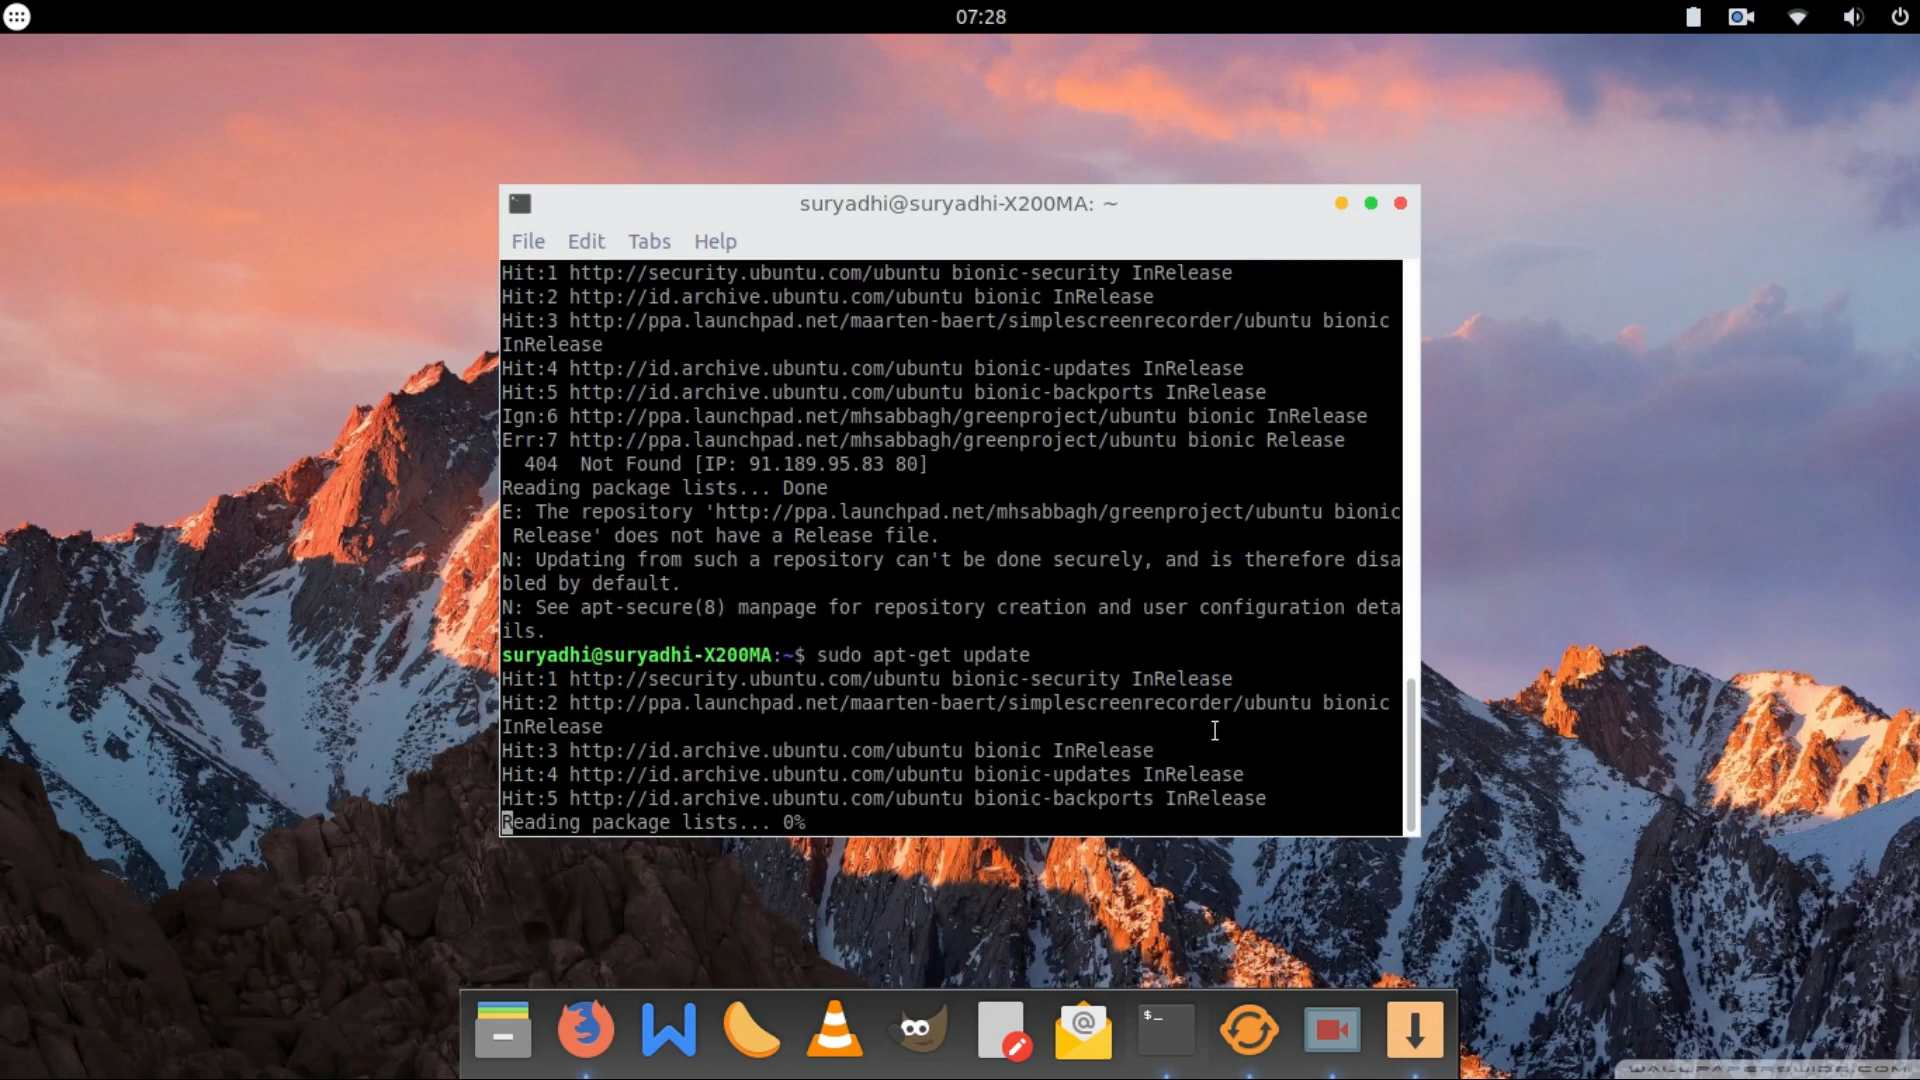 07:28
suryadhi@suryadhi-X200MA: ~
File Edit Tabs Help
Hit:1 http://security.ubuntu.com/ubuntu bionic-security InRelease
Hit:2 http://id.archive.ubuntu.com/ubuntu bionic InRelease
Hit:3 http://ppa.launchpad.net/maarten-baert/simplescreenrecorder/ubuntu bionic
InRelease
Hit:4 http://id.archive.ubuntu.com/ubuntu bionic-updates InRelease
Hit:5 http://id.archive.ubuntu.com/ubuntu bionic-backports InRelease
Ign:6 http://ppa.launchpad.net/mhsabbagh/greenproject/ubuntu bionic InRelease
Err:7 http://ppa.launchpad.net/mhsabbagh/greenproject/ubuntu bionic Release
  404  Not Found [IP: 91.189.95.83 80]
Reading package lists... Done
E: The repository 'http://ppa.launchpad.net/mhsabbagh/greenproject/ubuntu bionic
 Release' does not have a Release file.
N: Updating from such a repository can't be done securely, and is therefore disa
bled by default.
N: See apt-secure(8) manpage for repository creation and user configuration deta
ils.
suryadhi@suryadhi-X200MA:~$ sudo apt-get update
Hit:1 http://security.ubuntu.com/ubuntu bionic-security InRelease
Hit:2 http://ppa.launchpad.net/maarten-baert/simplescreenrecorder/ubuntu bionic
InRelease
Hit:3 http://id.archive.ubuntu.com/ubuntu bionic InRelease
Hit:4 http://id.archive.ubuntu.com/ubuntu bionic-updates InRelease
Hit:5 http://id.archive.ubuntu.com/ubuntu bionic-backports InRelease
Reading package lists... 0%
@
$_
WALLPAPERSWIDE.COM